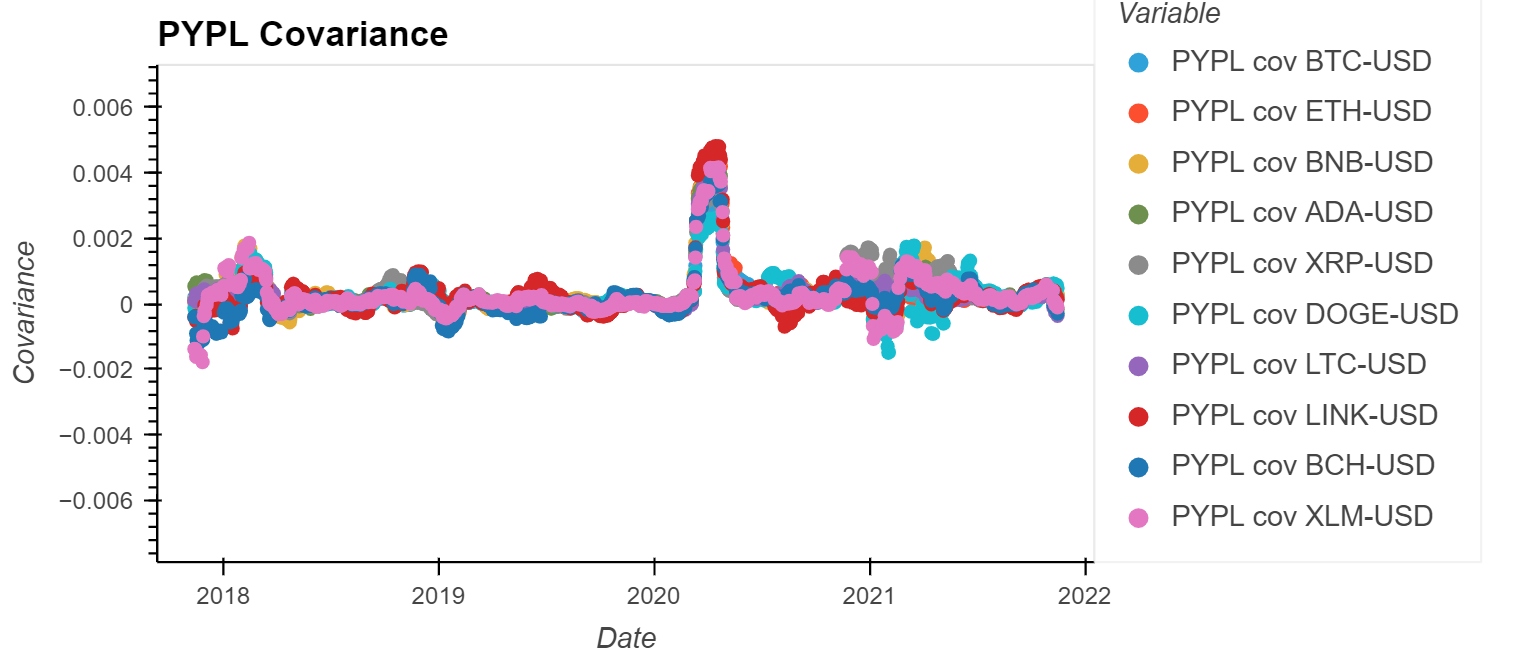 PYPL Covariance
Variable
PYPL cov BTC-USD
PYPL cov ETH-USD
PYPL cov BNB-USD
PYPL cov ADA-USD
PYPL cov XRP-USD
PYPL cov DOGE-USD
PYPL cov LTC-USD
PYPL cov LINK-USD
PYPL cov BCH-USD
PYPL cov XLM-USD
Covariance
0.006
0.004
0.002
0
−0.002
−0.004
−0.006
2018 2019 2020 2021 2022
Date